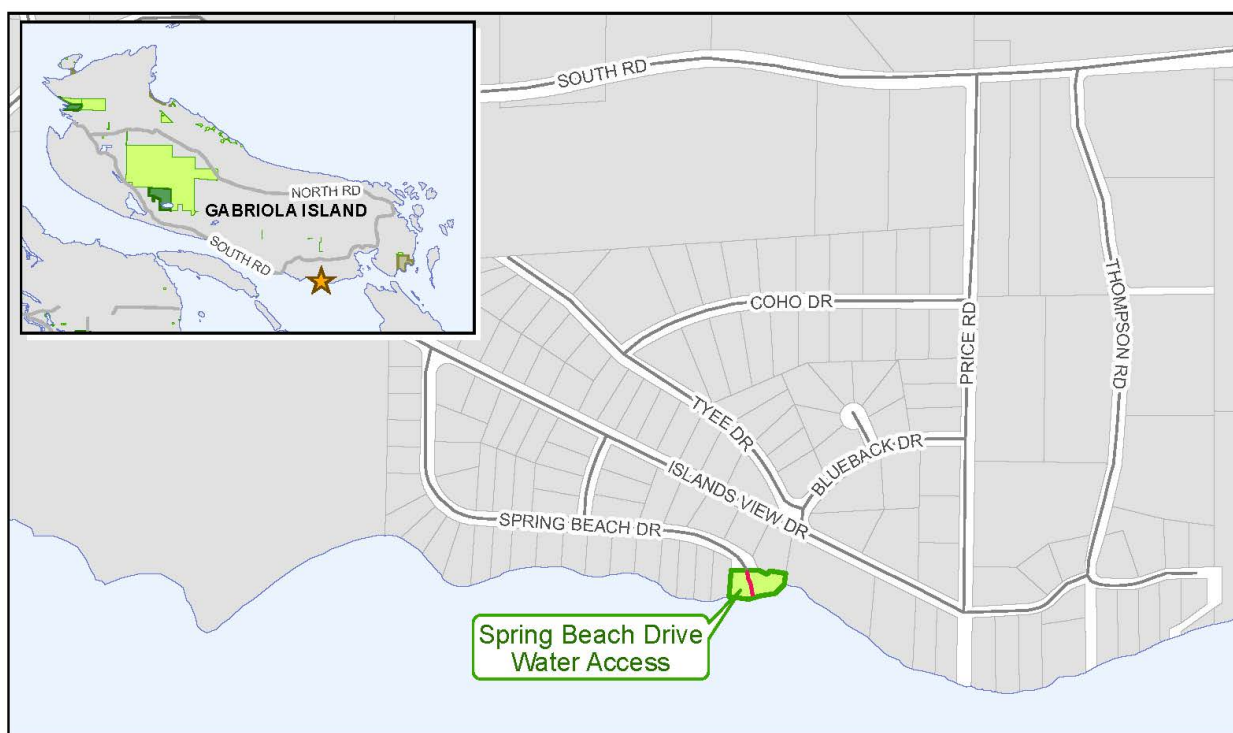 NORTH RD
GABRIOLA ISLAND
SOUTH RD
SOUTH RD
COHO DR
PRICE RD
THOMPSON RD
TYEE DR
BLUEBACK DR
ISLANDS VIEW DR
SPRING BEACH DR
Spring Beach Drive
Water Access